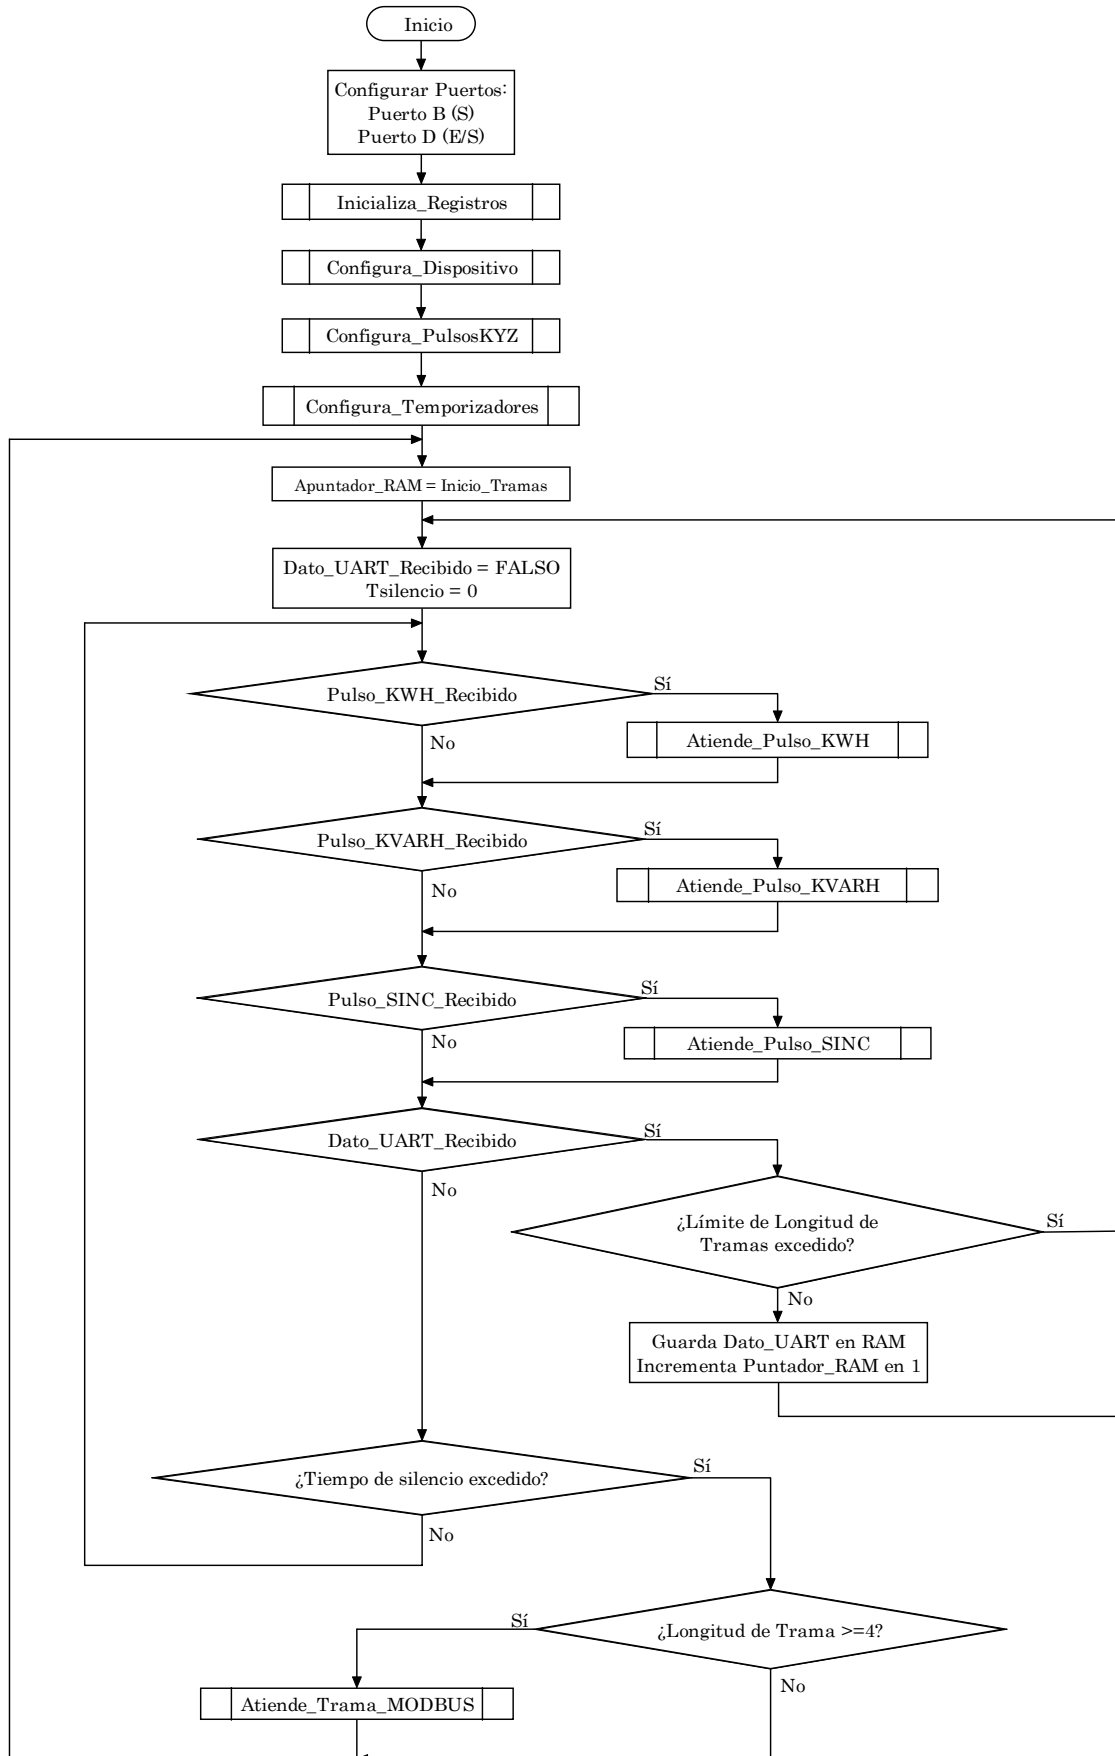 Inicio
Configurar Puertos:
Puerto B (S)
Puerto D (E/S)
Inicializa_Registros
Configura_Dispositivo
Configura_PulsosKYZ
Configura_Temporizadores
Apuntador_RAM = Inicio_Tramas
Dato_UART_Recibido = FALSO
Tsilencio = 0
Pulso_KWH_Recibido
Sí
No
Atiende_Pulso_KWH
Pulso_KVARH_Recibido
Sí
No
Atiende_Pulso_KVARH
Pulso_SINC_Recibido
Sí
No
Atiende_Pulso_SINC
Dato_UART_Recibido
Sí
No
¿Límite de Longitud de
Tramas excedido?
Sí
No
Guarda Dato_UART en RAM
Incrementa Puntador_RAM en 1
¿Tiempo de silencio excedido?
Sí
No
¿Longitud de Trama >=4?
Sí
No
Atiende_Trama_MODBUS